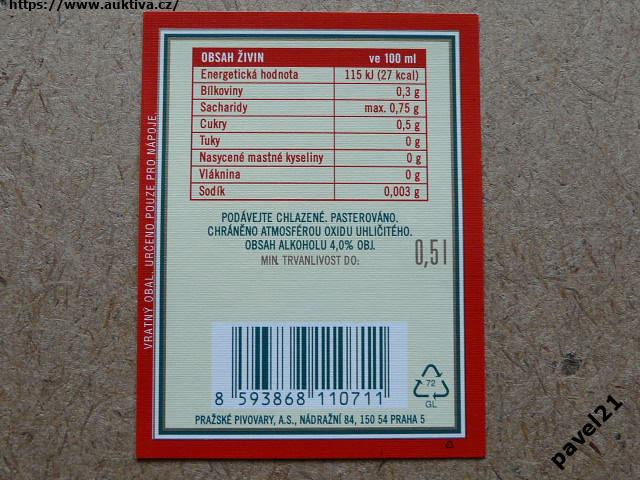 https://www.auktiva.cz/
OBSAH ŽIVIN ve 100 ml
Energetická hodnota 115 kJ (27 kcal)
Bílkoviny 0,3 g
Sacharidy max. 0,75 g
Cukry 0,5 g
Tuky 0 g
Nasycené mastné kyseliny 0 g
Vláknina 0 g
Sodík 0,003 g
PODÁVEJTE CHLAZENÉ. PASTEROVÁNO.
CHRÁNĚNO ATMOSFÉROU OXIDU UHLIČITÉHO.
OBSAH ALKOHOLU 4,0% OBJ.
MIN. TRVANLIVOST DO:
0,5 l
VRATNÝ OBAL. URČENO POUZE PRO NÁPOJE
8 593868 110711
72
GL
PRAŽSKÉ PIVOVARY, A.S., NÁDRAŽNÍ 84, 150 54 PRAHA 5
pavel21